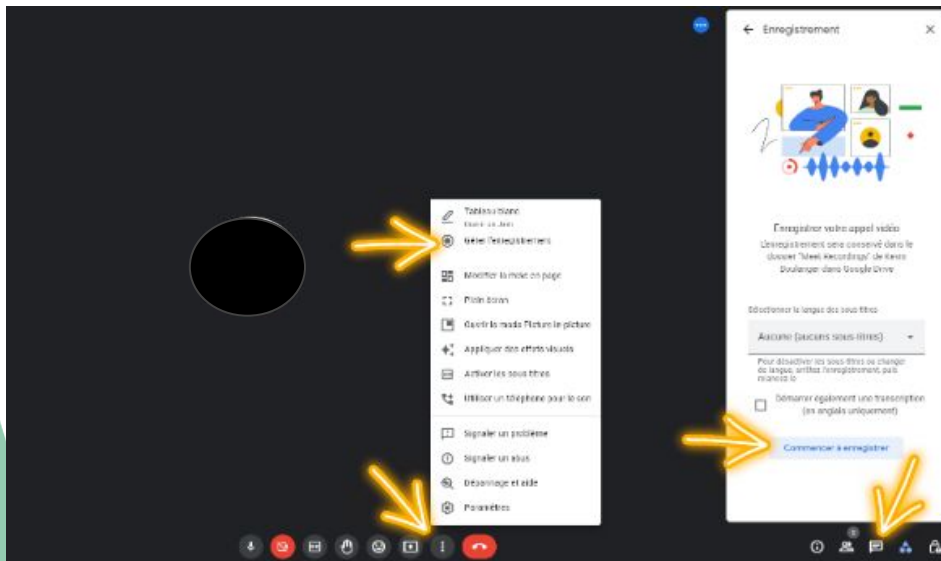 Tableau blanc
Ouvrir un Jam
Gérer l'enregistrement
Modifier la mise en page
Plein écran
Ouvrir le mode Picture-in-picture
Appliquer des effets visuels
Activer les sous-titres
Utiliser un téléphone pour le son
Signaler un problème
Signaler un abus
Dépannage et aide
Paramètres
Enregistrement
Enregistrer votre appel vidéo
L'enregistrement sera conservé dans le
dossier "Meet Recordings" de
Boulanger dans Google Drive
Sélectionner la langue des sous-titres
Aucune (aucuns sous-titres)
Pour désactiver les sous-titres ou changer
de langue, arrêtez l'enregistrement, puis
relancez-le
Démarrer également une transcription
(en anglais uniquement)
Commencer à enregistrer